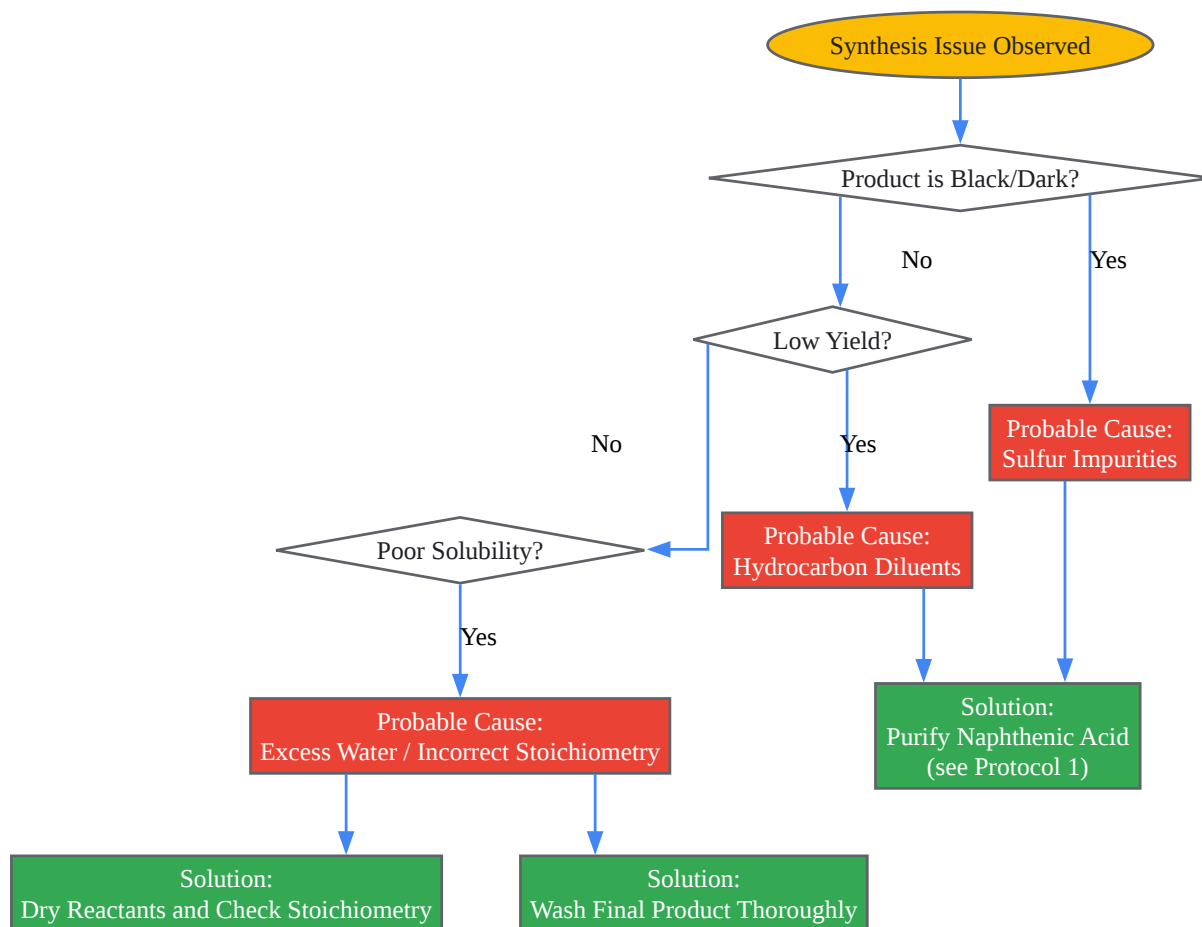 Synthesis Issue Observed
Product is Black/Dark?
No
Yes
Low Yield?
No
Yes
Probable Cause:
Sulfur Impurities
Probable Cause:
Hydrocarbon Diluents
Poor Solubility?
Yes
Solution:
Purify Naphthenic Acid
(see Protocol 1)
Probable Cause:
Excess Water / Incorrect Stoichiometry
Solution:
Dry Reactants and Check Stoichiometry
Solution:
Wash Final Product Thoroughly